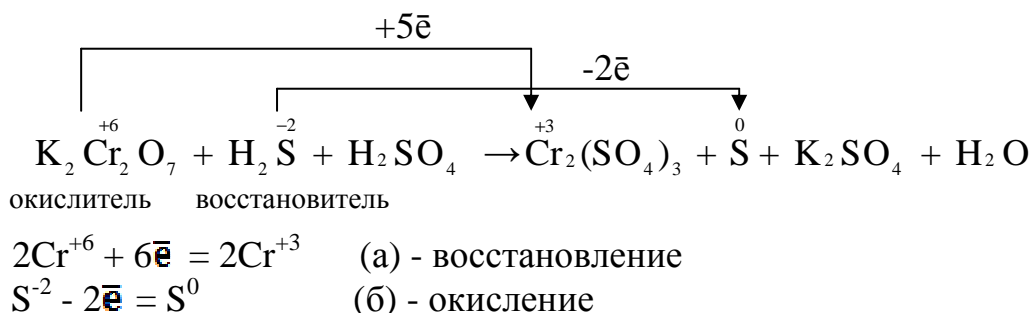 +5ē
-2ē
+6 −2 +3 0
K₂Cr₂O₇ + H₂S + H₂SO₄ → Cr₂(SO₄)₃ + S + K₂SO₄ + H₂O
окислитель восстановитель
2Cr⁺⁶ + 6ē = 2Cr⁺³ (а) - восстановление
S⁻² - 2ē = S⁰ (б) - окисление